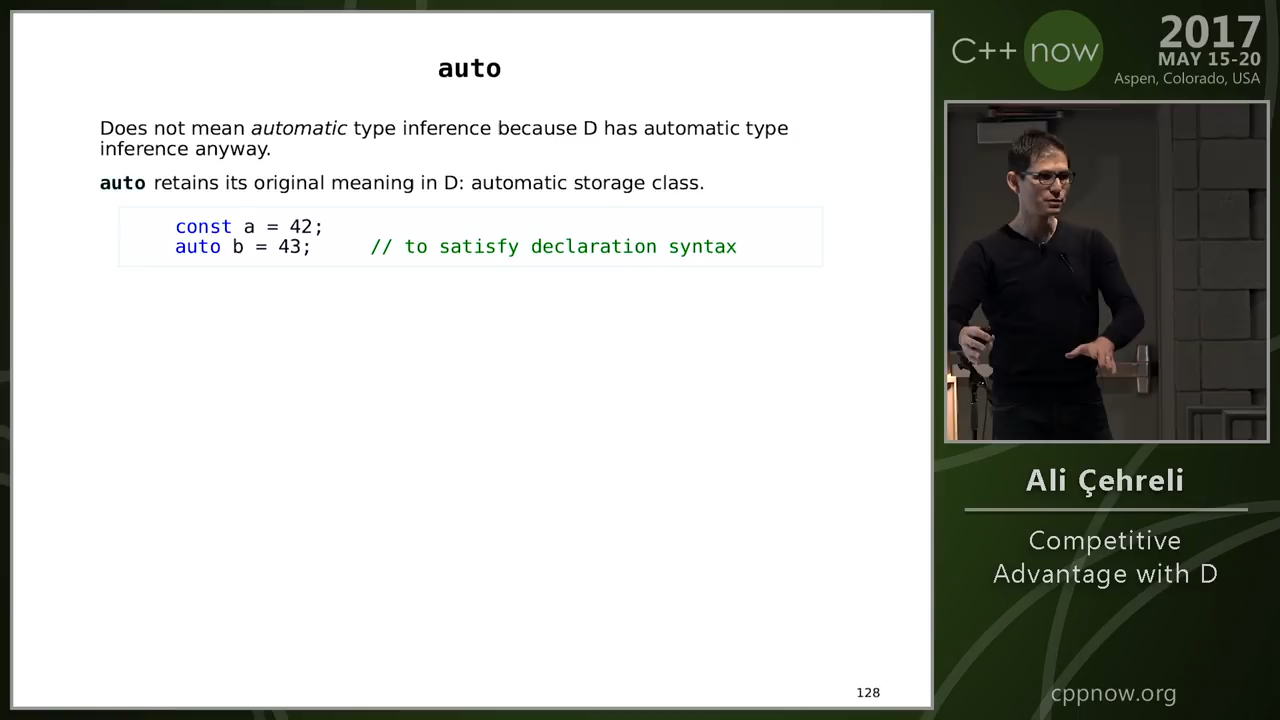 auto
Does not mean automatic type inference because D has automatic type
inference anyway.
auto retains its original meaning in D: automatic storage class.
const a = 42;
auto b = 43;      // to satisfy declaration syntax
128
C++ now
2017
MAY 15-20
Aspen, Colorado, USA
Ali Çehreli
Competitive
Advantage with D
cppnow.org